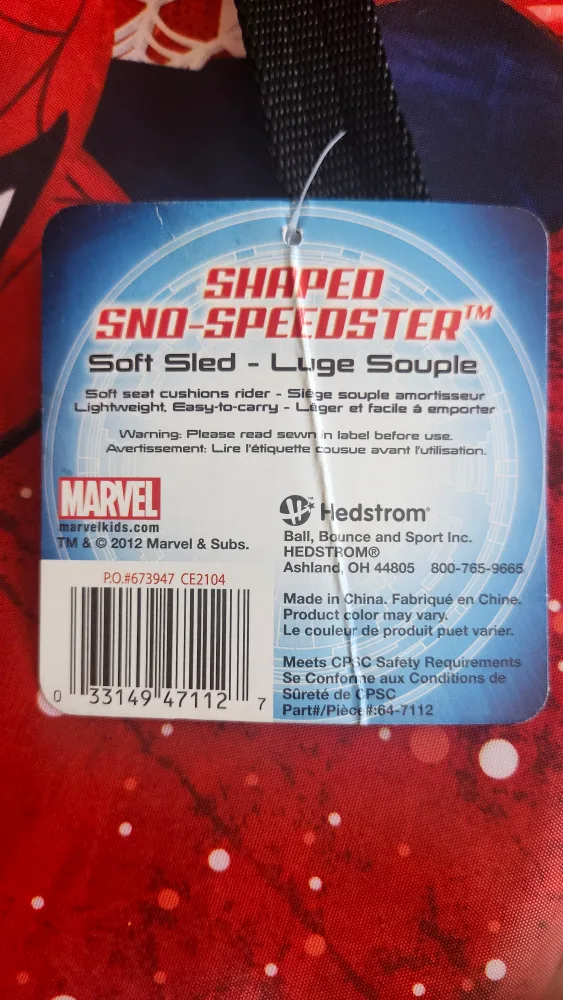 SHAPED
SNO-SPEEDSTER™
Soft Sled - Luge Souple
Soft seat cushions rider - Siége souple amortisseur
Lightweight, Easy-to-carry - Léger et facile á emporter
Warning: Please read sewn in label before use.
Avertissement: Lire l'étiquette cousue avant l'utilisation.
MARVEL
marvelkids.com
TM & © 2012 Marvel & Subs.
P.O.#673947 CE2104
0 33149 47112 7
Hedstrom®
Ball, Bounce and Sport Inc.
HEDSTROM®
Ashland, OH 44805 800-765-9665
Made in China. Fabriqué en Chine.
Product color may vary.
Le couleur de produit puet varier.
Meets CPSC Safety Requirements
Se Conforme aux Conditions de
Sûreté de CPSC
Part#/Pièce#:64-7112